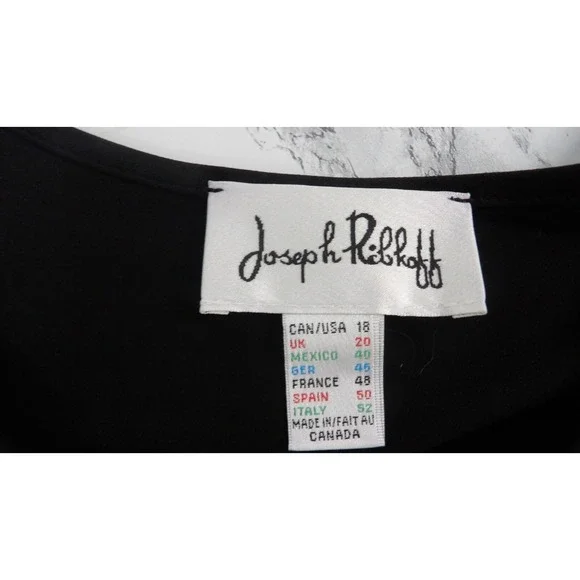 Joseph Ribkoff
CAN/USA 18
UK 20
MEXICO 40
GER 46
FRANCE 48
SPAIN 50
ITALY 52
MADE IN/FAIT AU
CANADA